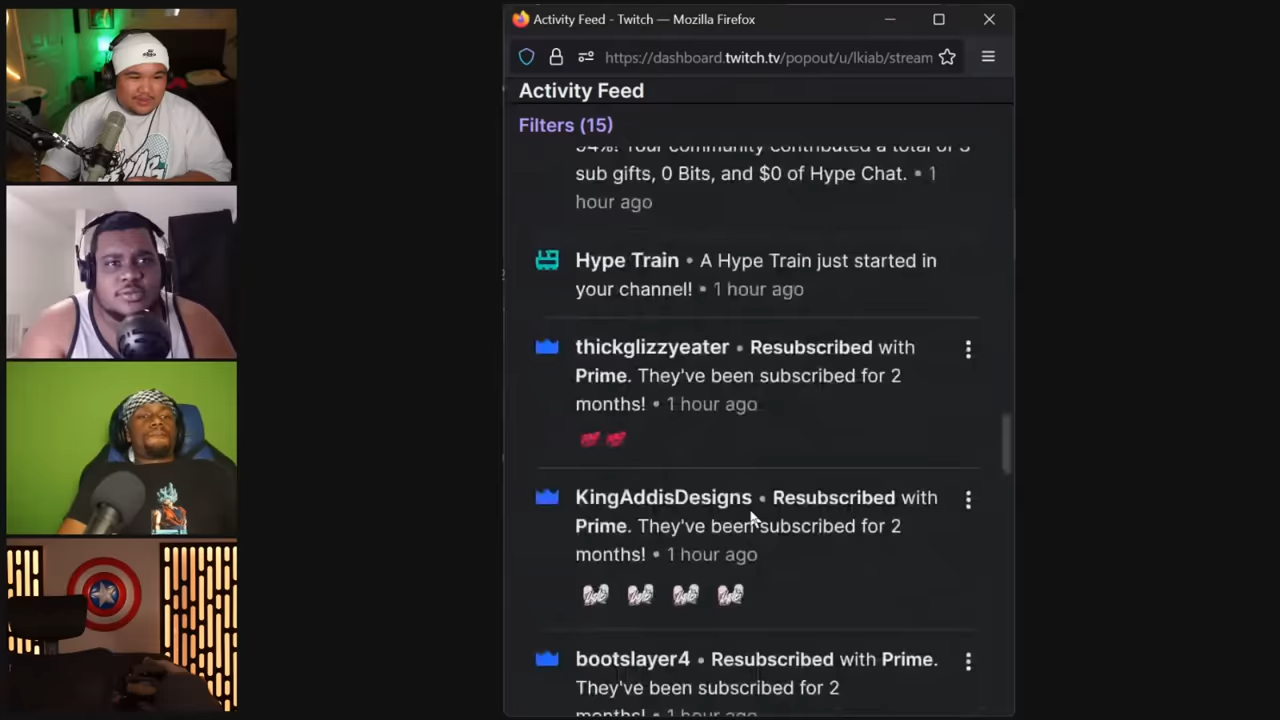 Activity Feed - Twitch — Mozilla Firefox
https://dashboard.twitch.tv/popout/u/lkiab/stream
Activity Feed
Filters (15)
94%! Your community contributed a total of 3
sub gifts, 0 Bits, and $0 of Hype Chat. • 1
hour ago
Hype Train • A Hype Train just started in
your channel! • 1 hour ago
thickglizzyeater • Resubscribed with
Prime. They've been subscribed for 2
months! • 1 hour ago
KingAddisDesigns • Resubscribed with
Prime. They've been subscribed for 2
months! • 1 hour ago
bootslayer4 • Resubscribed with Prime.
They've been subscribed for 2
months! • 1 hour ago